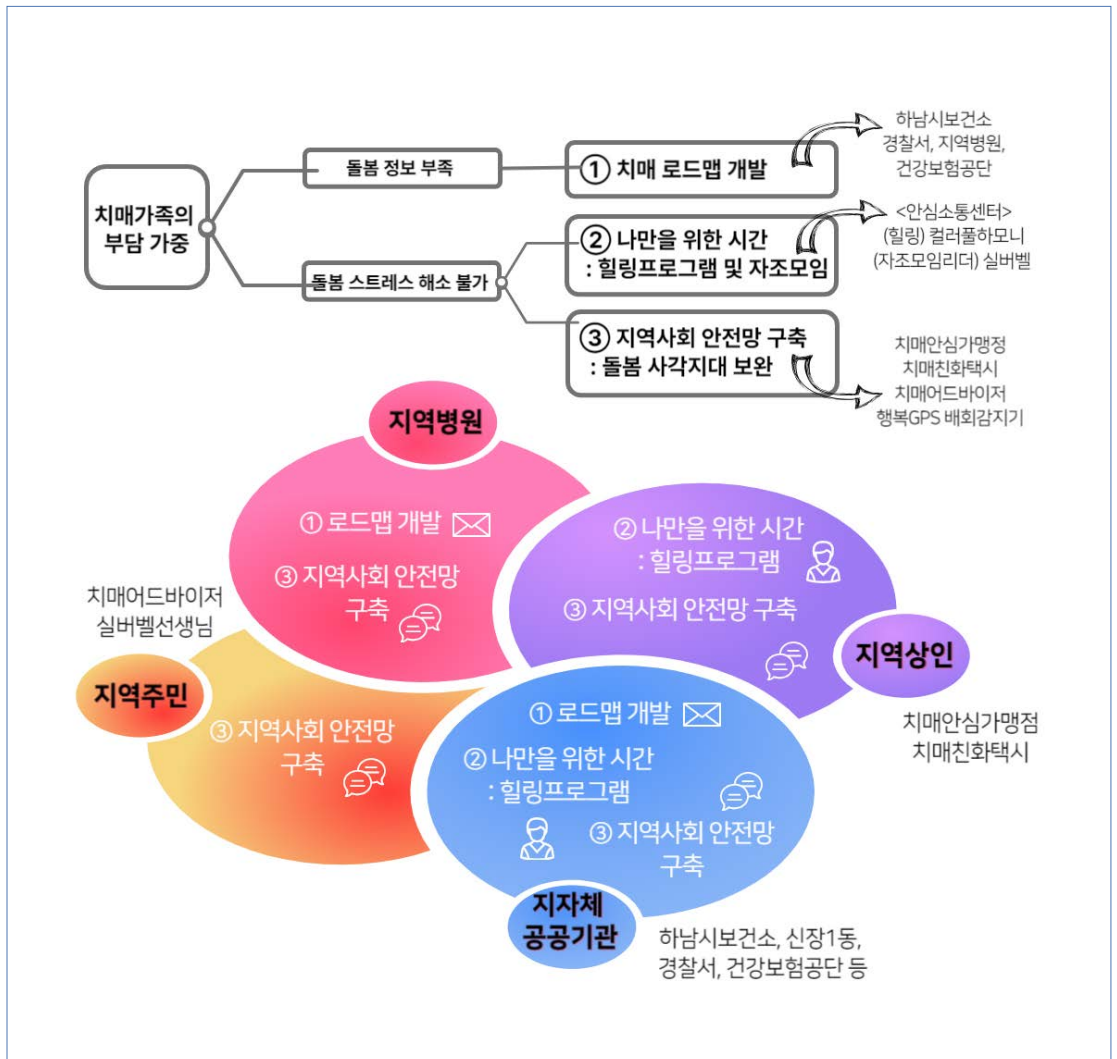 하남시보건소
경찰서, 지역병원,
건강보험공단
돌봄 정보 부족
① 치매 로드맵 개발
치매가족의
부담 가중
<안심소통센터>
(힐링) 컬러풀하모니
(자조모임리더) 실버벨
② 나만을 위한 시간
: 힐링프로그램 및 자조모임
돌봄 스트레스 해소 불가
③ 지역사회 안전망 구축
: 돌봄 사각지대 보완
치매안심가맹정
치매친화택시
치매어드바이저
행복GPS 배회감지기
지역병원
① 로드맵 개발
③ 지역사회 안전망
구축
② 나만을 위한 시간
: 힐링프로그램
③ 지역사회 안전망 구축
지역상인
치매안심가맹점
치매친화택시
치매어드바이저
실버벨선생님
지역주민
③ 지역사회 안전망
구축
① 로드맵 개발
② 나만을 위한 시간
: 힐링프로그램
③ 지역사회 안전망
구축
지자체
공공기관
하남시보건소, 신장1동,
경찰서, 건강보험공단 등